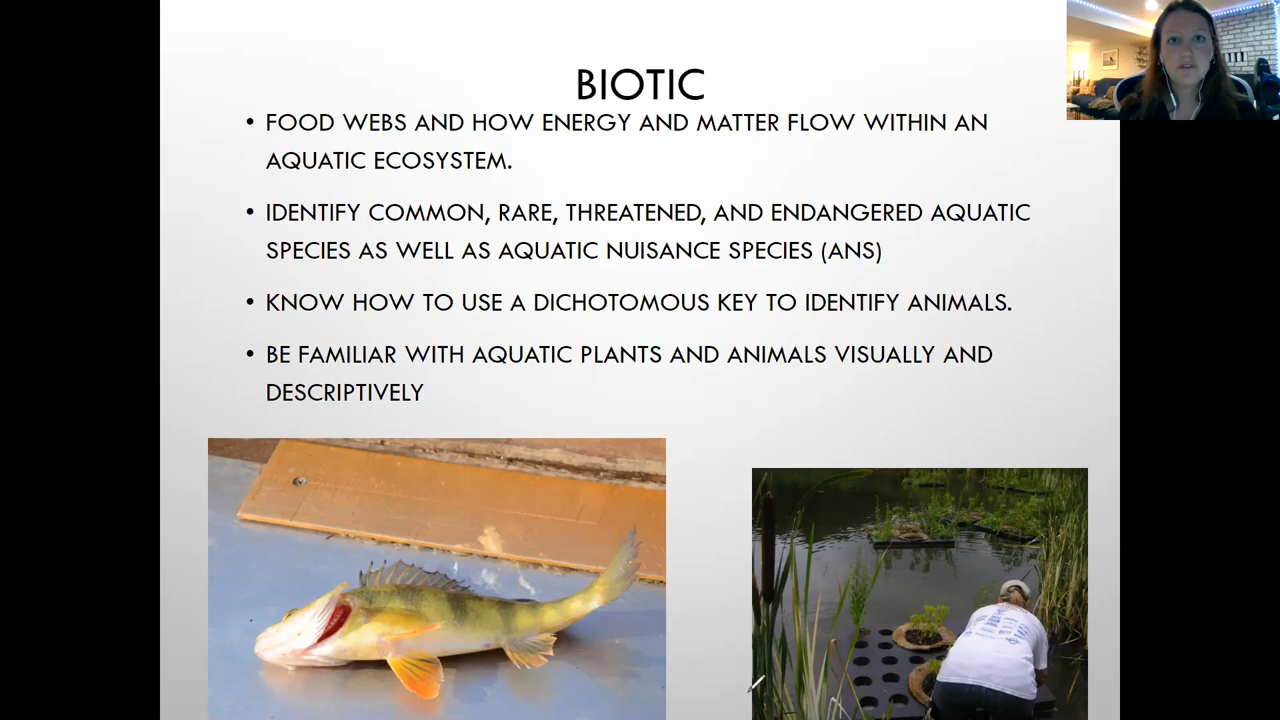 BIOTIC
• FOOD WEBS AND HOW ENERGY AND MATTER FLOW WITHIN AN
AQUATIC ECOSYSTEM.
• IDENTIFY COMMON, RARE, THREATENED, AND ENDANGERED AQUATIC
SPECIES AS WELL AS AQUATIC NUISANCE SPECIES (ANS)
• KNOW HOW TO USE A DICHOTOMOUS KEY TO IDENTIFY ANIMALS.
• BE FAMILIAR WITH AQUATIC PLANTS AND ANIMALS VISUALLY AND
DESCRIPTIVELY